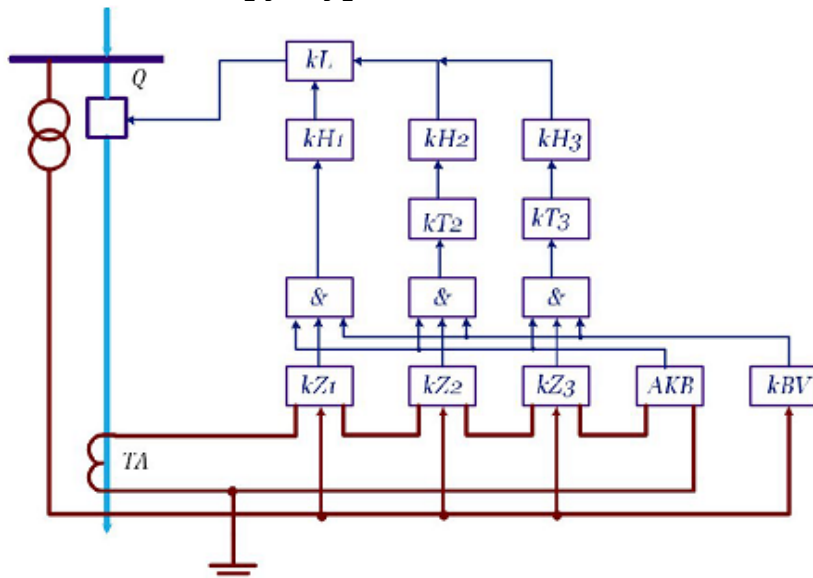 kL
Q
kH1 kH2 kH3
kT2 kT3
& & &
kZ1 kZ2 kZ3 AKB kBV
TA